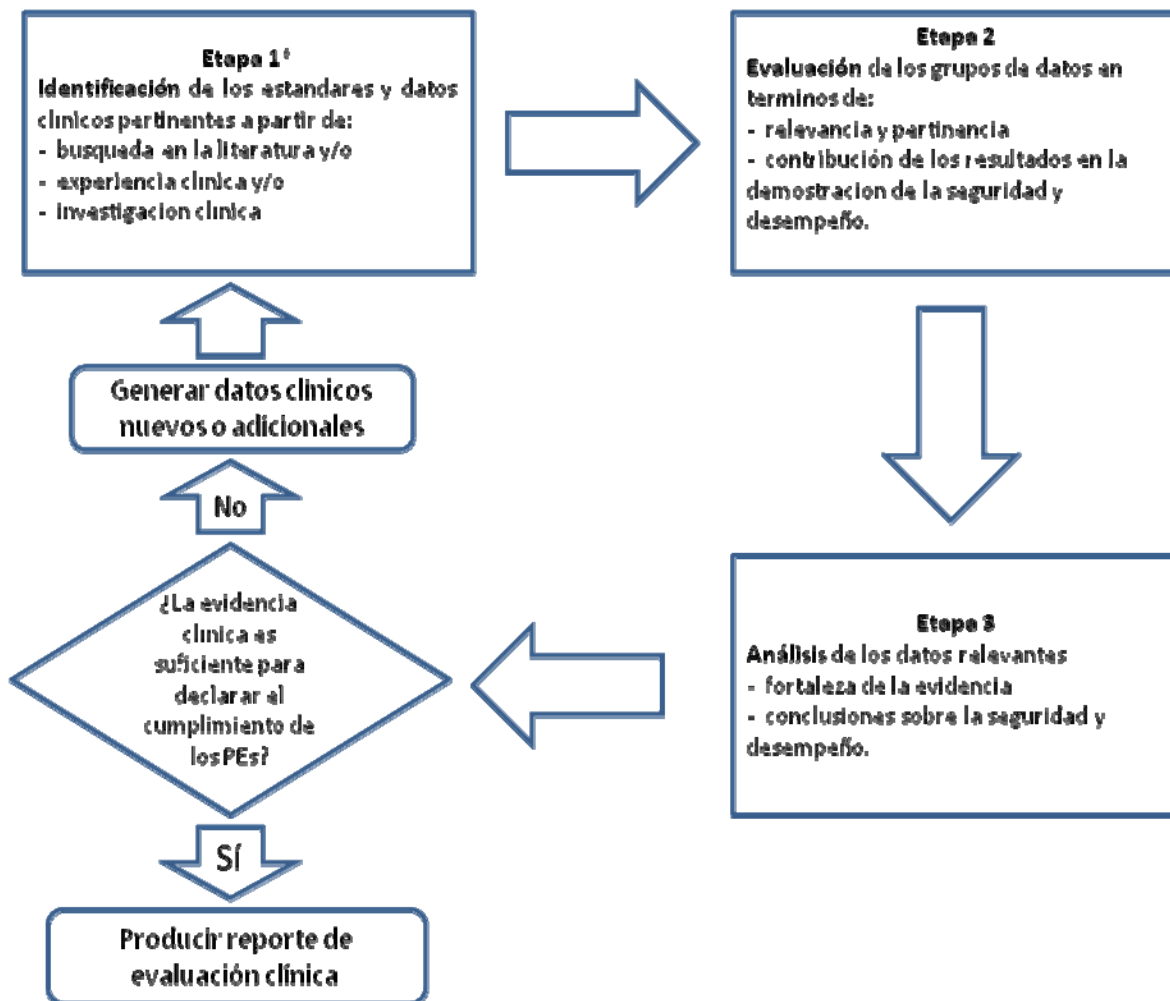 Etapa 1*
Identificación de los estandares y datos
clinicos pertinentes a partir de:
- busqueda en la literatura y/o
- experiencia clinica y/o
- investigacion clinica
Etapa 2
Evaluación de los grupos de datos en
terminos de:
- relevancia y pertinencia
- contribución de los resultados en la
demostracion de la seguridad y
desempeño.
Etapa 3
Análisis de los datos relevantes
- fortaleza de la evidencia
- conclusiones sobre la seguridad y
desempeño.
¿La evidencia
clinica es
suficiente para
declarar el
cumplimiento de
los PEs?
No
Generar datos clínicos
nuevos o adicionales
Sí
Producir reporte de
evaluación clínica